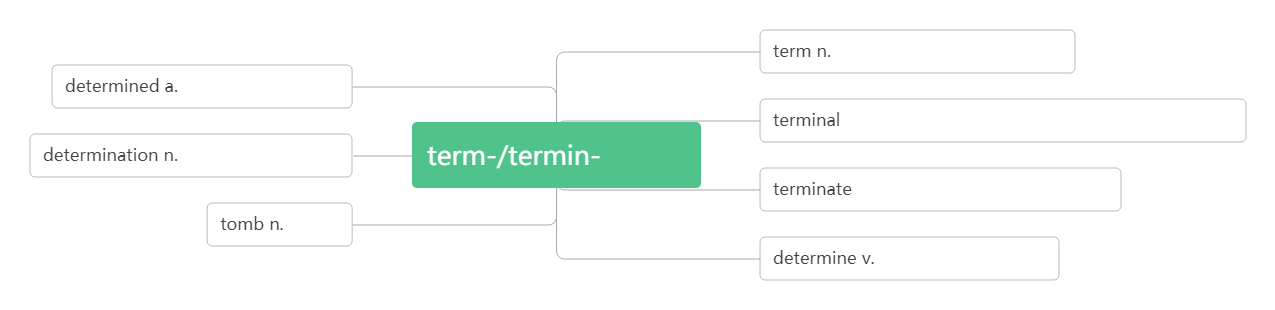 term-/termin-
term n.
terminal
terminate
determine v.
determined a.
determination n.
tomb n.